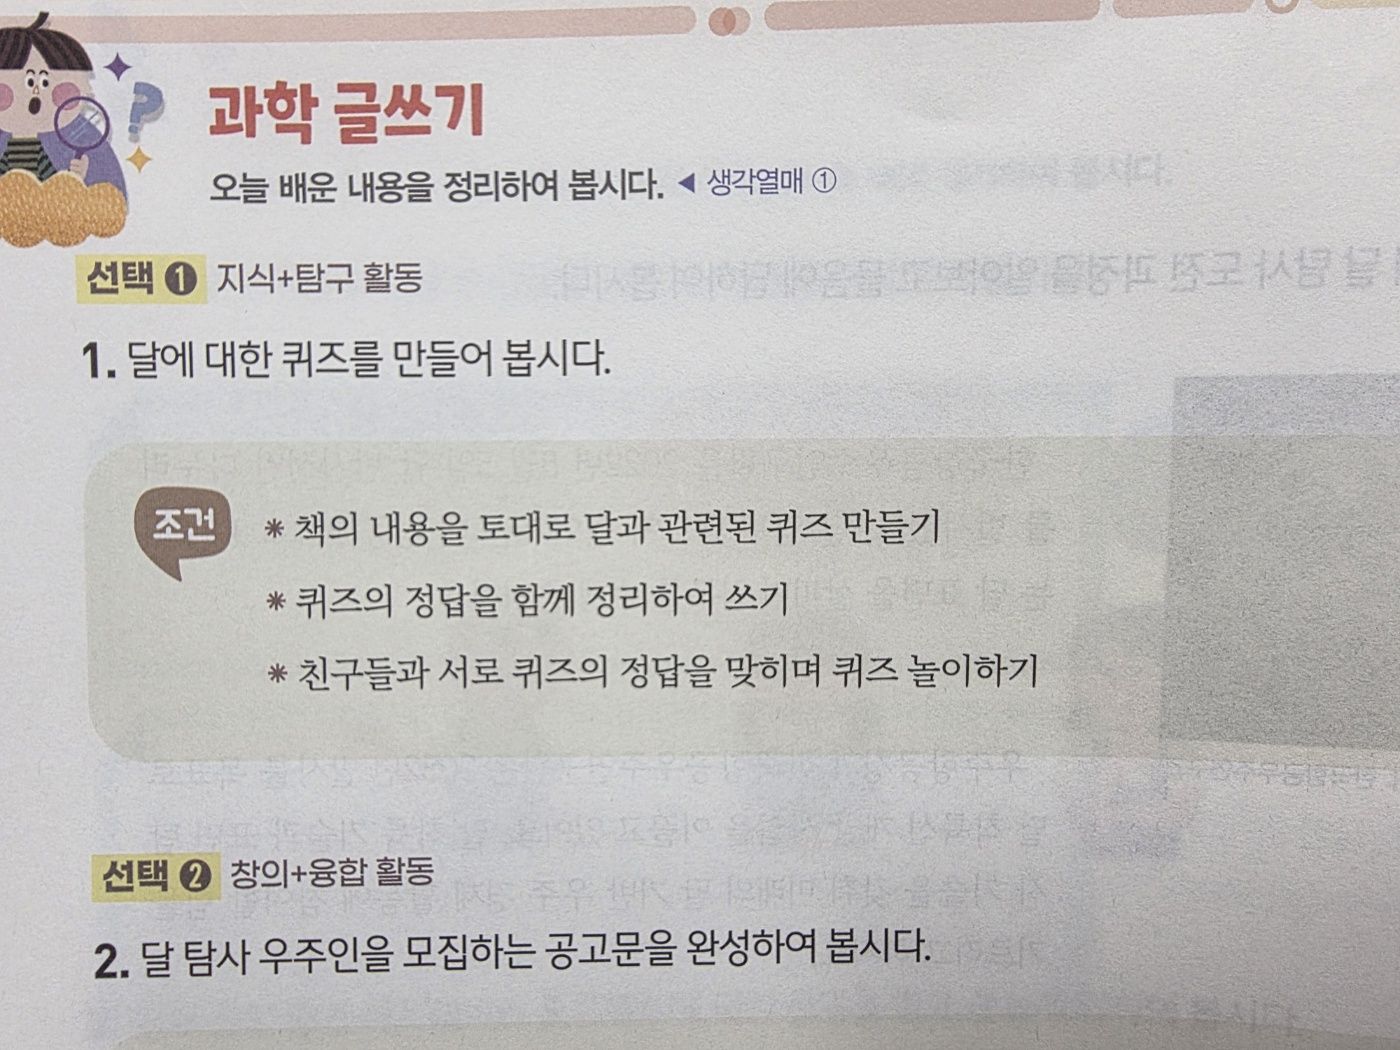 과학 글쓰기
오늘 배운 내용을 정리하여 봅시다. ◀ 생각열매 ①
선택 ❶ 지식+탐구 활동
1. 달에 대한 퀴즈를 만들어 봅시다.
조건
* 책의 내용을 토대로 달과 관련된 퀴즈 만들기
* 퀴즈의 정답을 함께 정리하여 쓰기
* 친구들과 서로 퀴즈의 정답을 맞히며 퀴즈 놀이하기
선택 ❷ 창의+융합 활동
2. 달 탐사 우주인을 모집하는 공고문을 완성하여 봅시다.